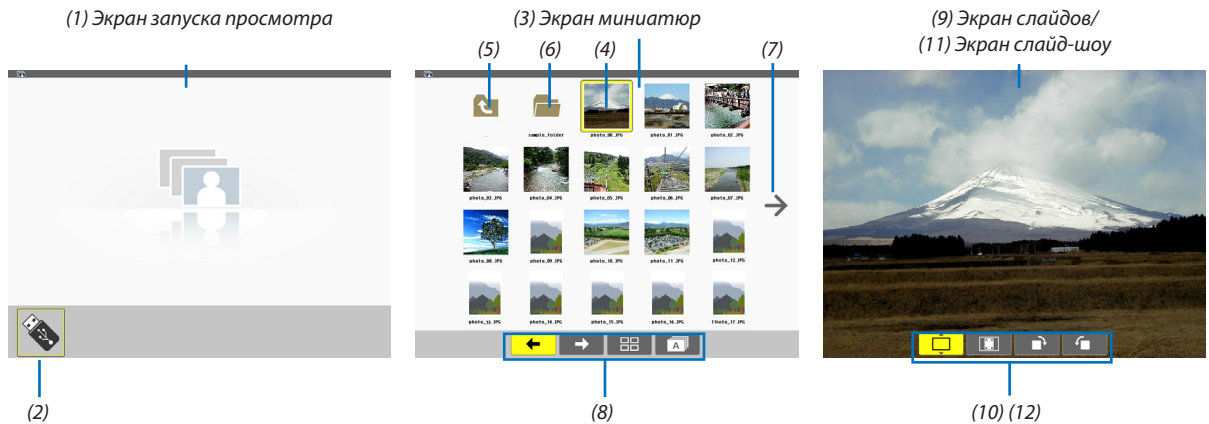 (1) Экран запуска просмотра
(3) Экран миниатюр
(9) Экран слайдов/
(11) Экран слайд-шоу
(5) (6) (4) (7)
sample_folder photo_00.JPG photo_01.JPG photo_02.JPG
photo_03.JPG photo_04.JPG photo_05.JPG photo_06.JPG photo_07.JPG
photo_08.JPG photo_09.JPG photo_10.JPG photo_11.JPG photo_12.JPG
photo_13.JPG photo_14.JPG photo_15.JPG photo_16.JPG
A
(2)
(8)
(10) (12)